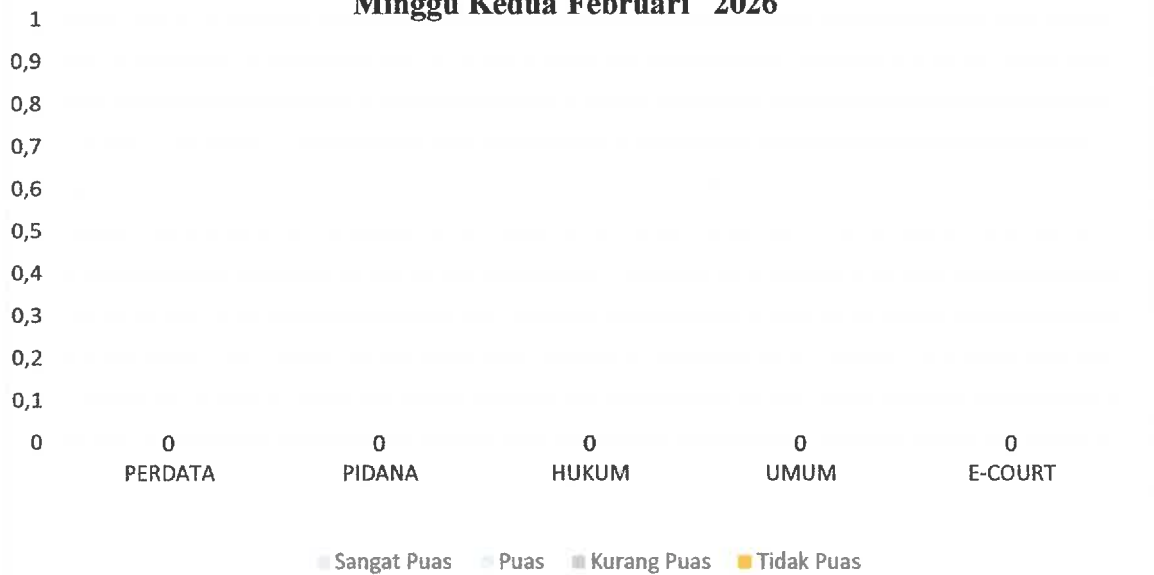 Minggu Kedua Februari 2026
1
0,9
0,8
0,7
0,6
0,5
0,4
0,3
0,2
0,1
0
0 0 0 0 0
PERDATA PIDANA HUKUM UMUM E-COURT
Sangat Puas Puas Kurang Puas Tidak Puas